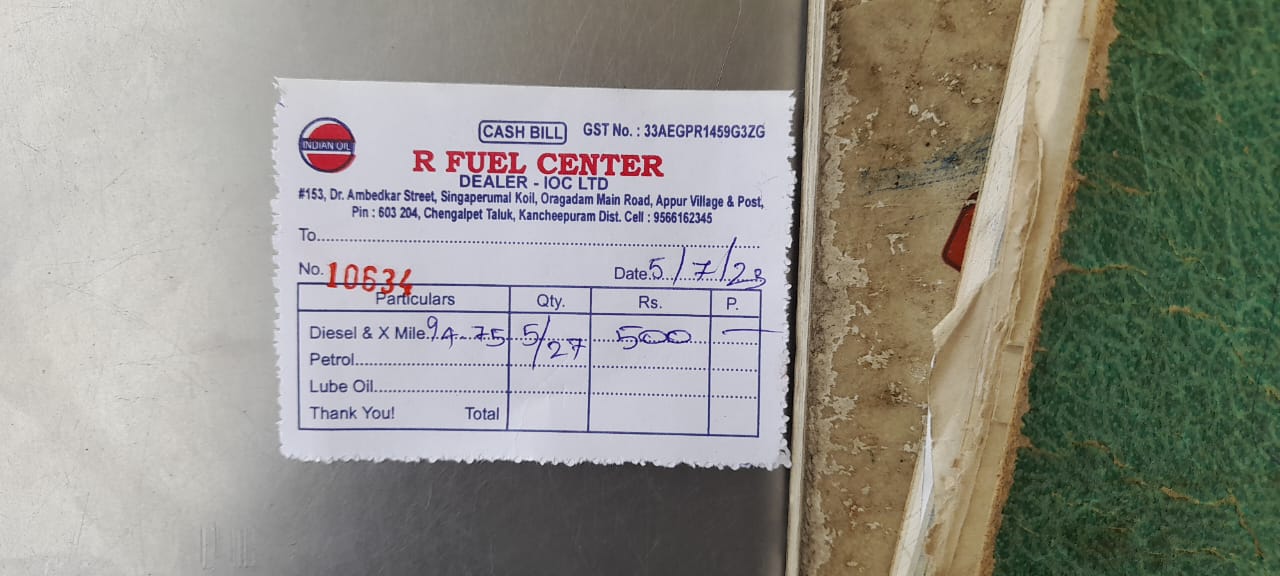 INDIAN OIL
CASH BILL GST No. : 33AEGPR1459G3ZG
R FUEL CENTER
DEALER - IOC LTD
#153, Dr. Ambedkar Street, Singaperumal Koil, Oragadam Main Road, Appur Village & Post,
Pin : 603 204, Chengalpet Taluk, Kancheepuram Dist. Cell : 9566162345
To
No. 10634 Date 5/7/23
Particulars Qty. Rs. P.
Diesel & X Mile 94.75 5/27 500 —
Petrol
Lube Oil
Thank You! Total